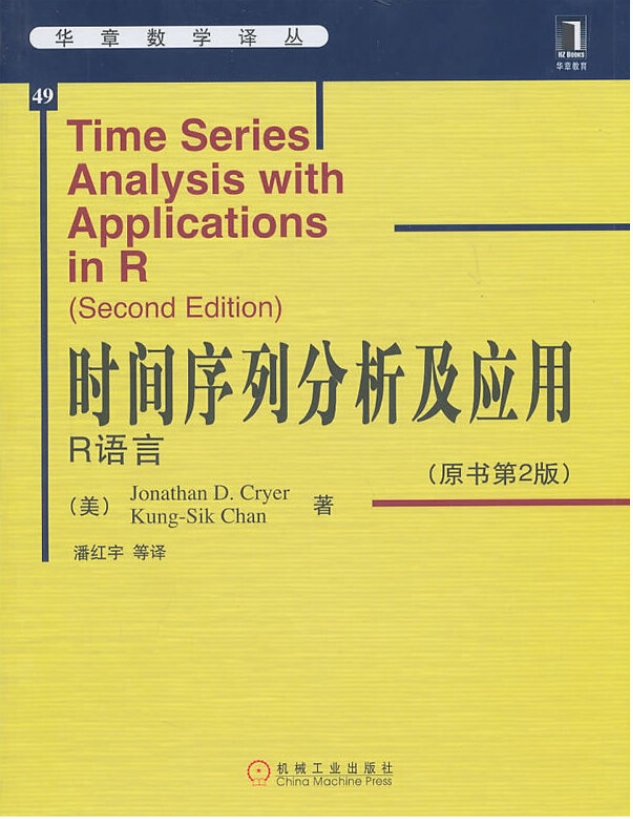 华章数学译丛
HZ Books
华章教育
49
Time Series
Analysis with
Applications
in R
(Second Edition)
时间序列分析及应用
R语言
(原书第2版)
(美) Jonathan D. Cryer
Kung-Sik Chan 著
潘红宇 等译
机械工业出版社
China Machine Press